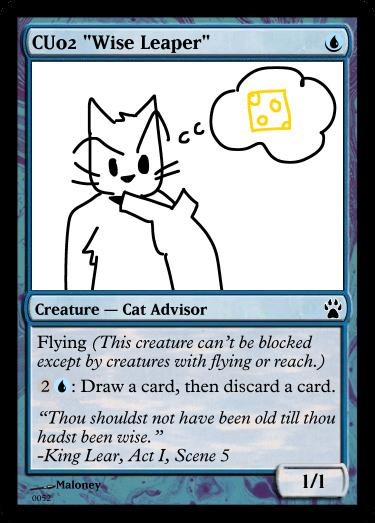 CU02 "Wise Leaper"
Creature — Cat Advisor
Flying (This creature can't be blocked
except by creatures with flying or reach.)
2 : Draw a card, then discard a card.
“Thou shouldst not have been old till thou
hadst been wise.”
-King Lear, Act I, Scene 5
1/1
Maloney
0052